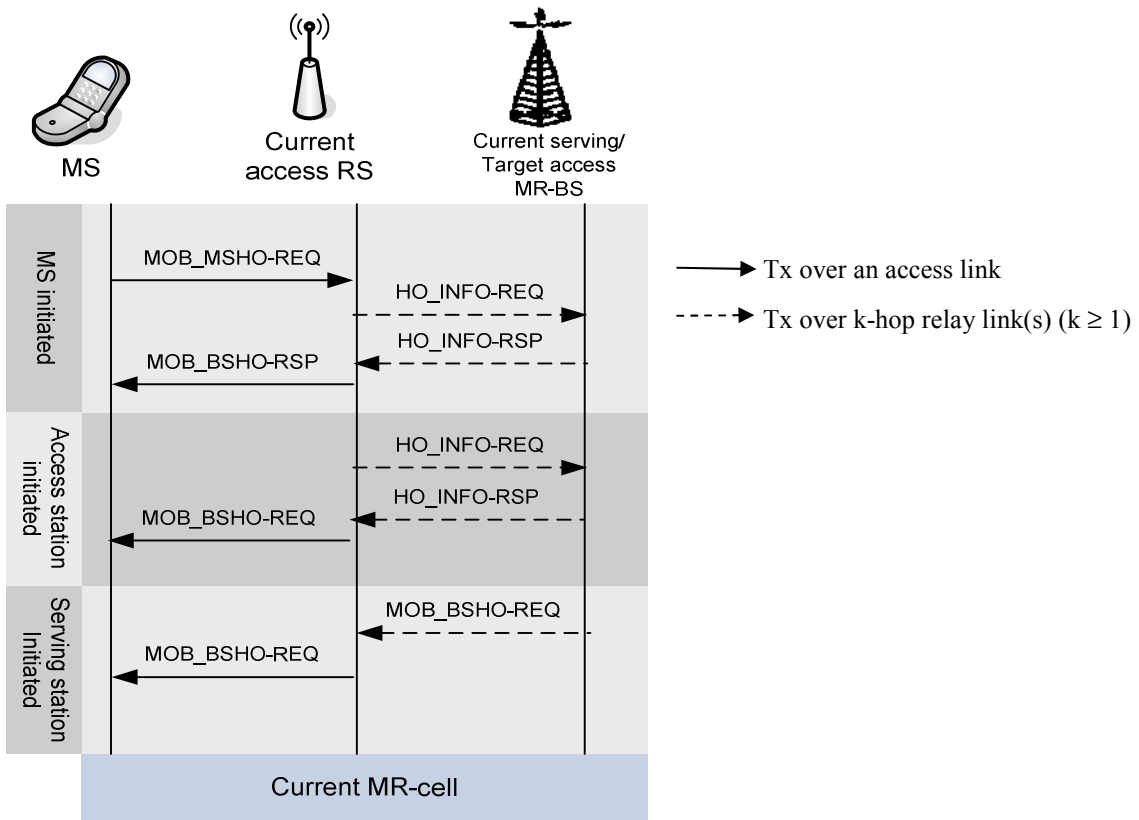 MS
Current
access RS
Current serving/
Target access
MR-BS
MS initiated
MOB_MSHO-REQ
HO_INFO-REQ
HO_INFO-RSP
MOB_BSHO-RSP
Tx over an access link
Tx over k-hop relay link(s) (k ≥ 1)
Access station
initiated
HO_INFO-REQ
HO_INFO-RSP
MOB_BSHO-REQ
Serving station
Initiated
MOB_BSHO-REQ
MOB_BSHO-REQ
Current MR-cell